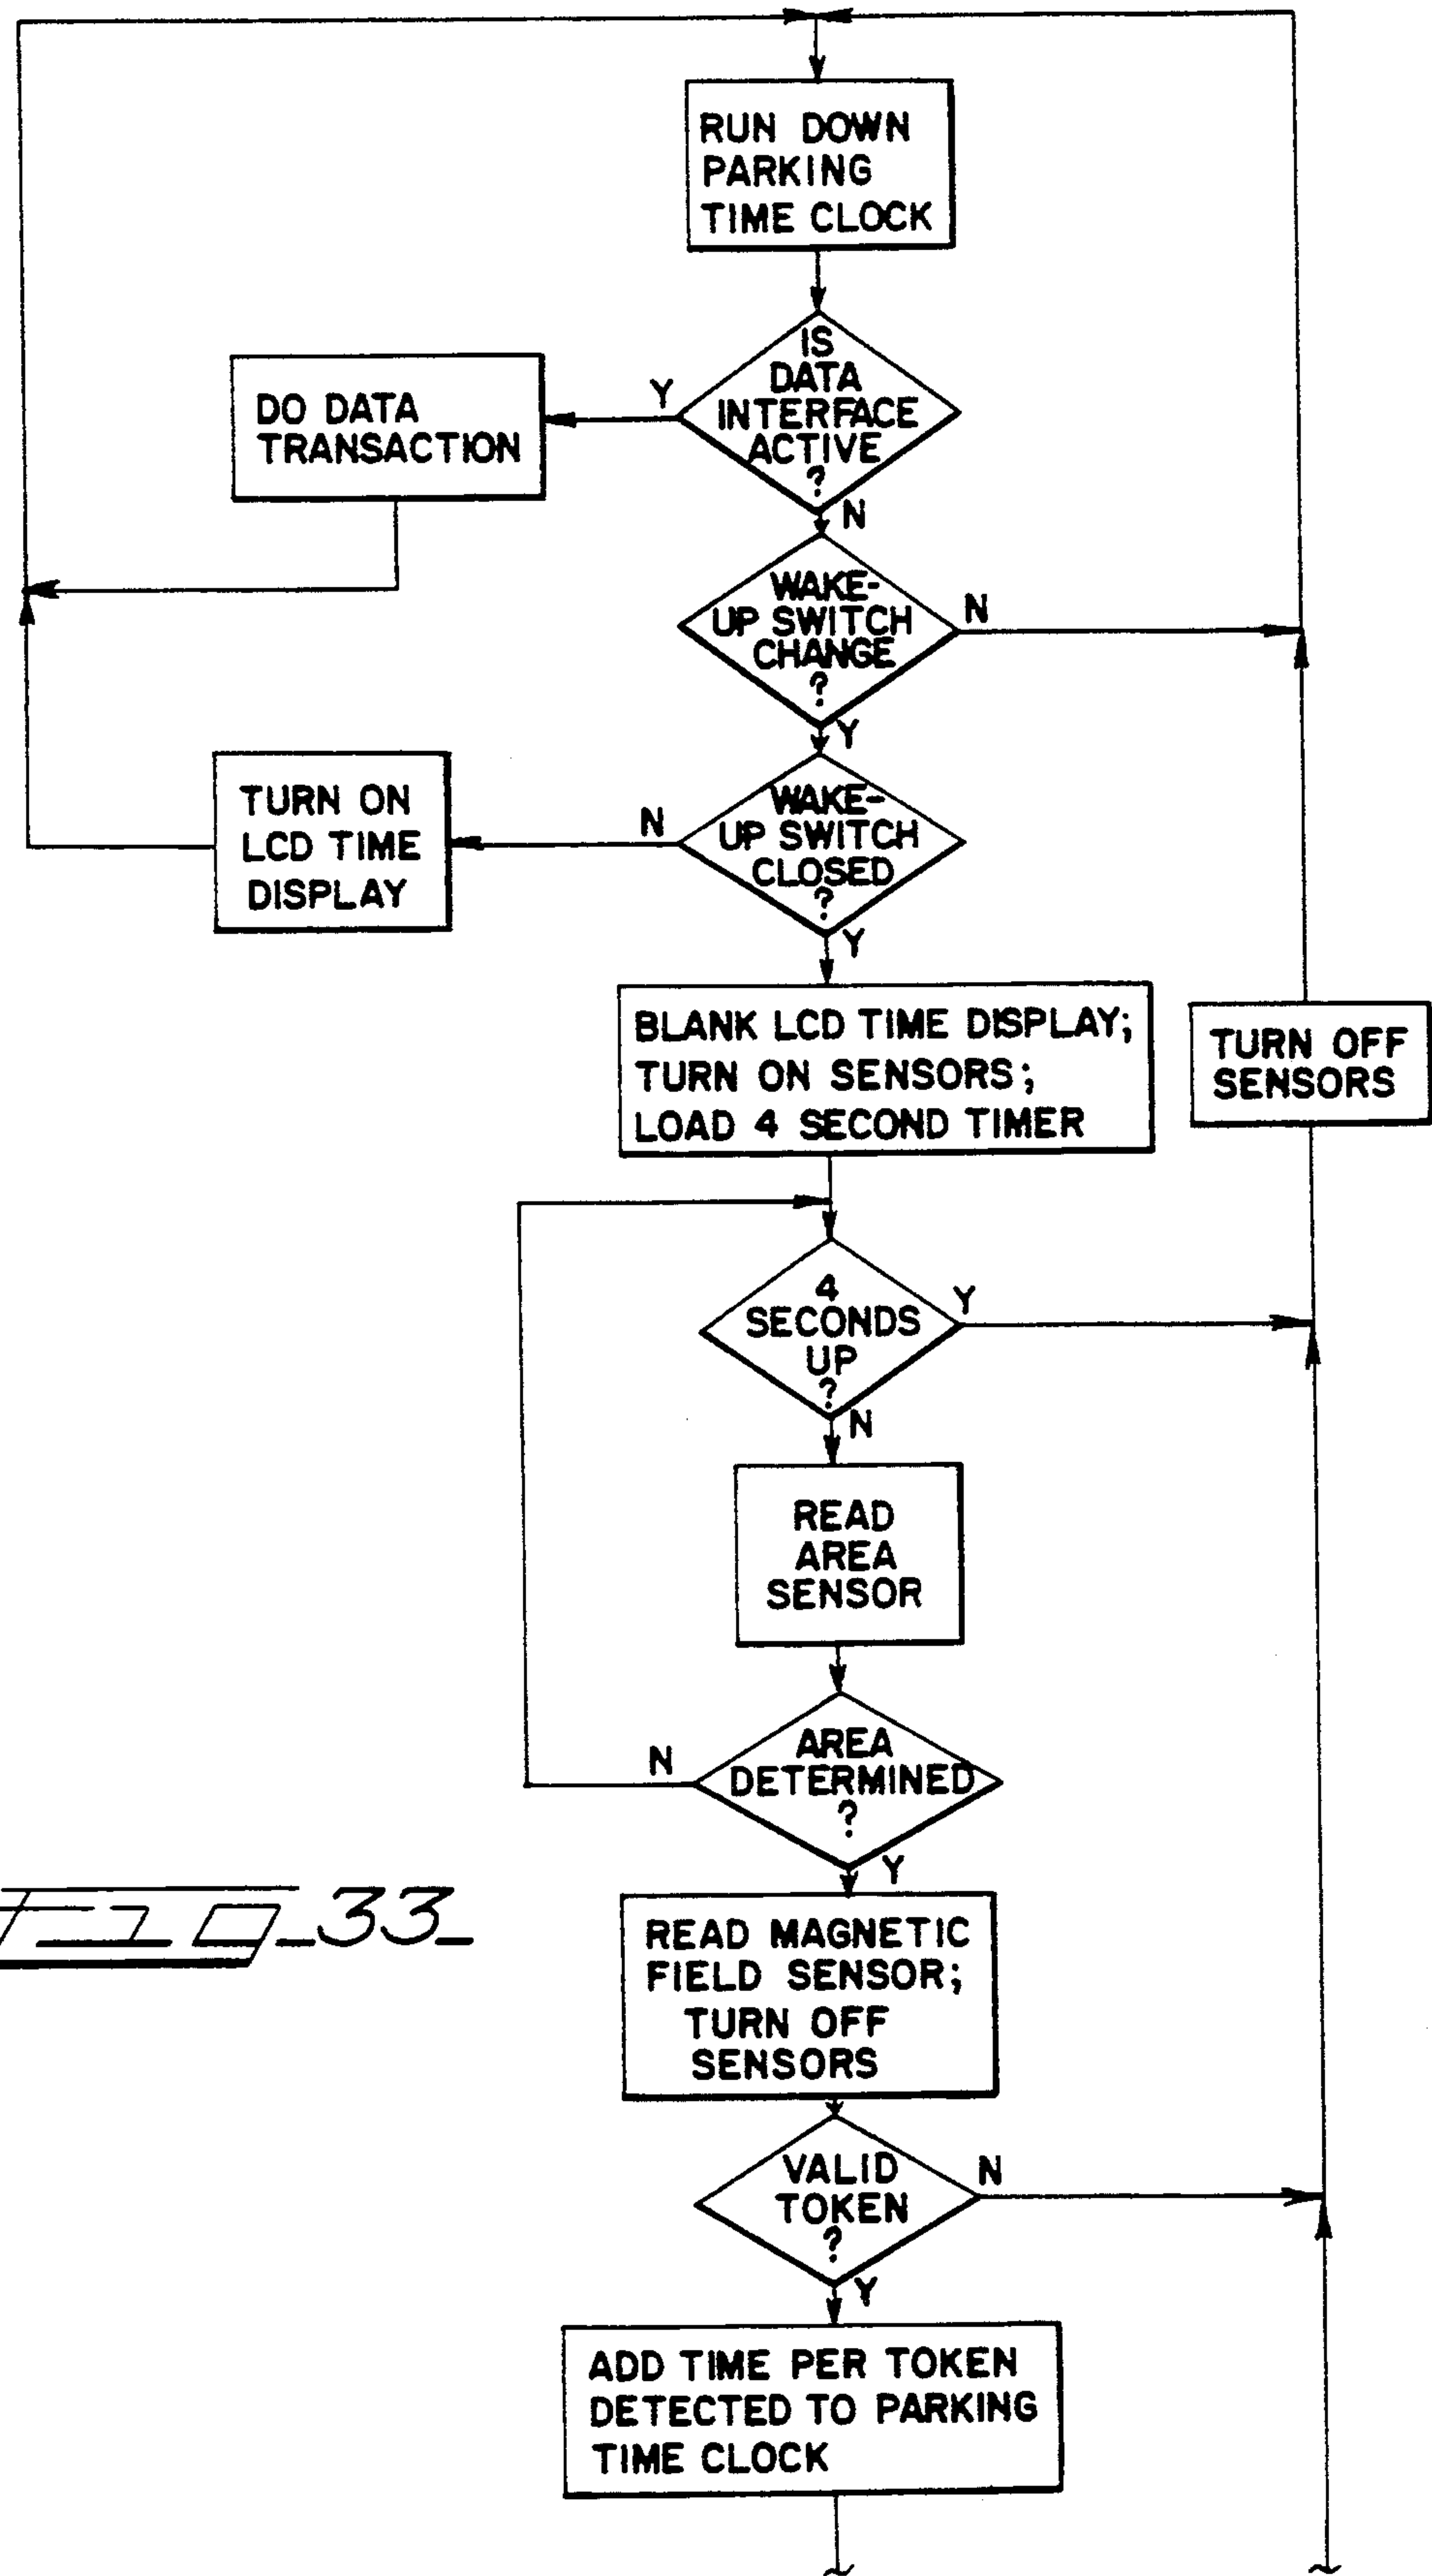 RUN DOWN
PARKING
TIME CLOCK
IS
DATA
INTERFACE
ACTIVE
?
Y
N
DO DATA
TRANSACTION
WAKE-
UP SWITCH
CHANGE
?
N
Y
WAKE-
UP SWITCH
CLOSED
?
N
Y
TURN ON
LCD TIME
DISPLAY
BLANK LCD TIME DISPLAY;
TURN ON SENSORS;
LOAD 4 SECOND TIMER
TURN OFF
SENSORS
4
SECONDS
UP
?
Y
N
READ
AREA
SENSOR
AREA
DETERMINED
?
N
Y
Fig_33_
READ MAGNETIC
FIELD SENSOR;
TURN OFF
SENSORS
VALID
TOKEN
?
N
Y
ADD TIME PER TOKEN
DETECTED TO PARKING
TIME CLOCK